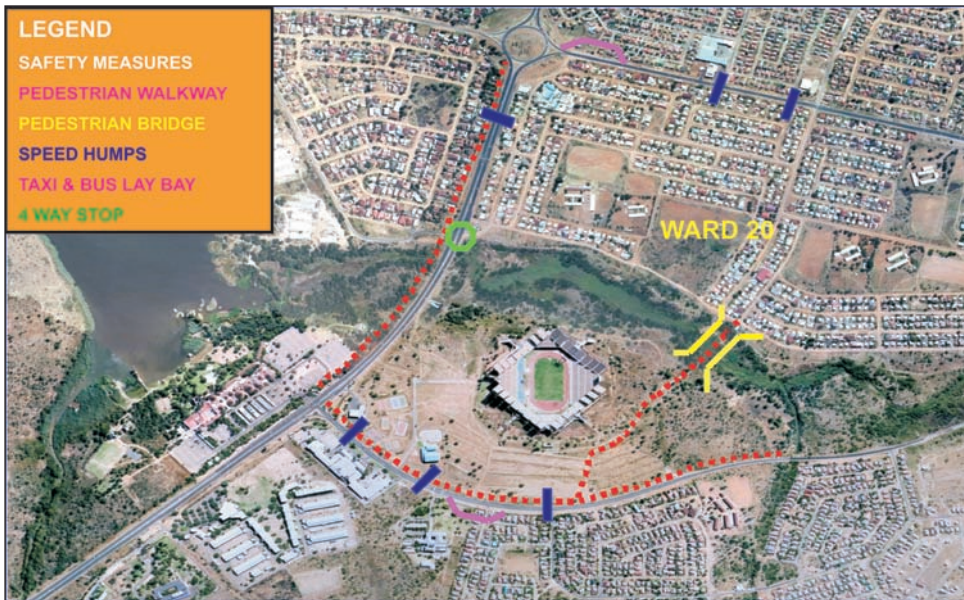 LEGEND
SAFETY MEASURES
PEDESTRIAN WALKWAY
PEDESTRIAN BRIDGE
SPEED HUMPS
TAXI & BUS LAY BAY
4 WAY STOP
WARD 20